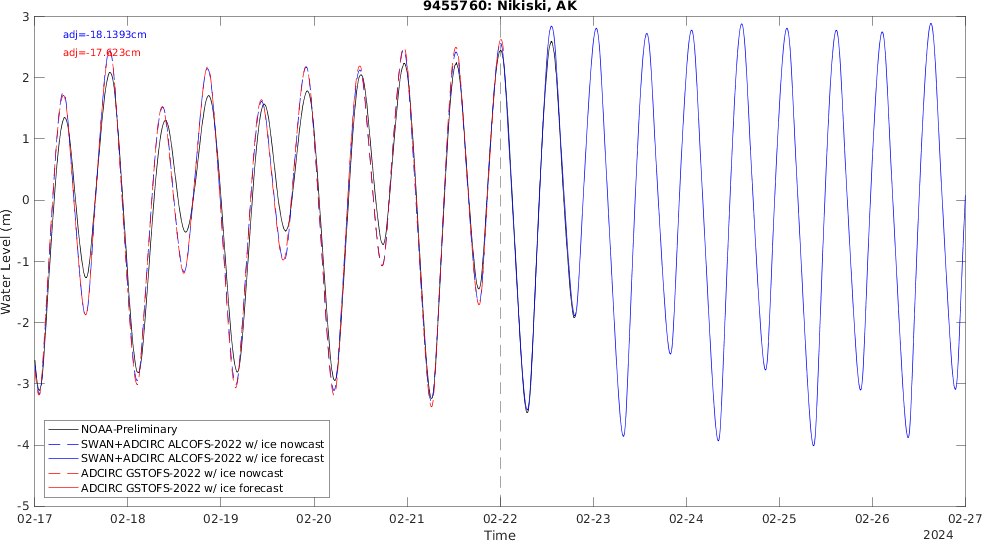 9455760: Nikiski, AK
adj=-18.1393cm
adj=-17.623cm
Water Level (m)
3
2
1
0
-1
-2
-3
-4
-5
NOAA-Preliminary
SWAN+ADCIRC ALCOFS-2022 w/ ice nowcast
SWAN+ADCIRC ALCOFS-2022 w/ ice forecast
ADCIRC GSTOFS-2022 w/ ice nowcast
ADCIRC GSTOFS-2022 w/ ice forecast
02-17 02-18 02-19 02-20 02-21 02-22 02-23 02-24 02-25 02-26 02-27
Time
2024